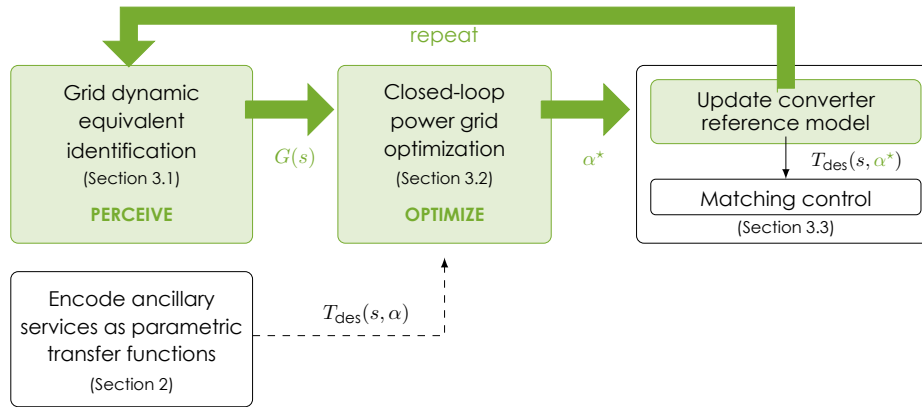 repeat
Grid dynamic
equivalent
identification
(Section 3.1)
PERCEIVE
G(s)
Closed-loop
power grid
optimization
(Section 3.2)
OPTIMIZE
α*
Update converter
reference model
T_des(s, α*)
Matching control
(Section 3.3)
Encode ancillary
services as parametric
transfer functions
(Section 2)
T_des(s, α)